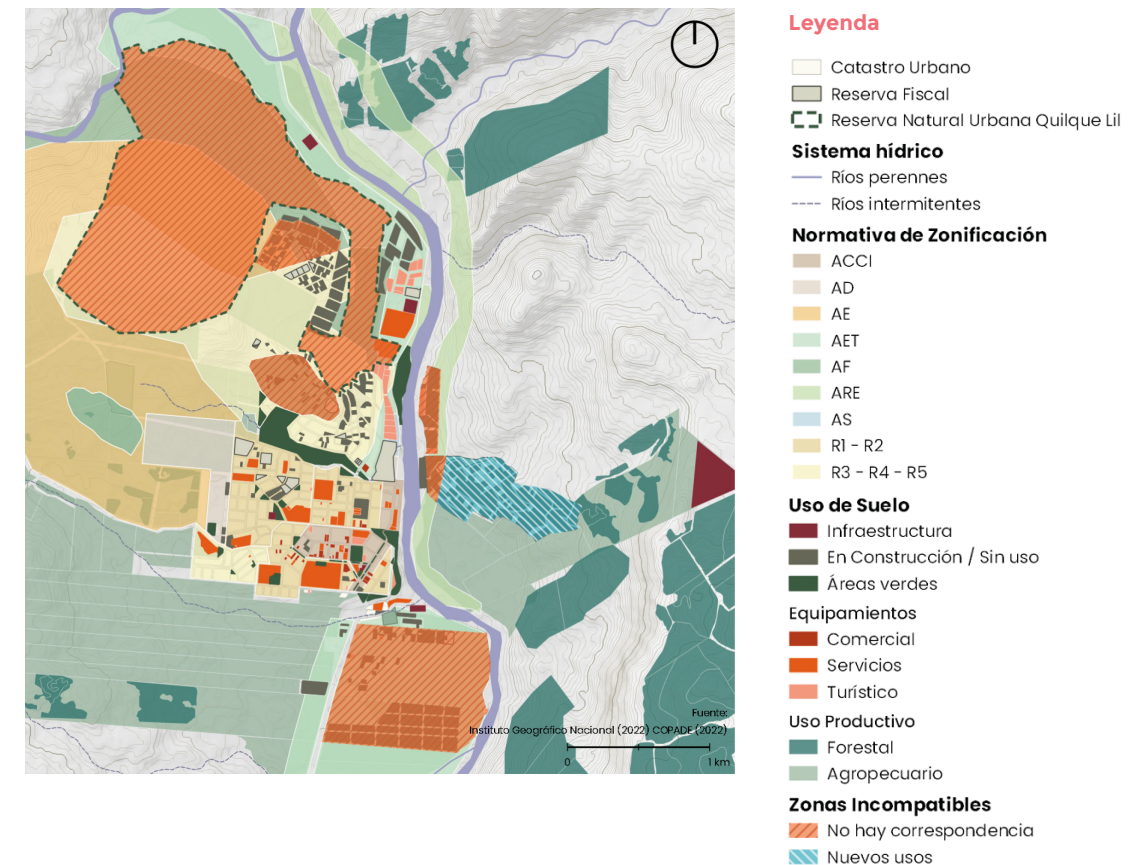 Leyenda
Catastro Urbano
Reserva Fiscal
Reserva Natural Urbana Quilque Lil
Sistema hídrico
Ríos perennes
Ríos intermitentes
Normativa de Zonificación
ACCI
AD
AE
AET
AF
ARE
AS
R1 - R2
R3 - R4 - R5
Uso de Suelo
Infraestructura
En Construcción / Sin uso
Áreas verdes
Equipamientos
Comercial
Servicios
Turístico
Uso Productivo
Forestal
Agropecuario
Zonas Incompatibles
No hay correspondencia
Nuevos usos
Fuente:
Instituto Geográfico Nacional (2022) COPADE (2022)
0 1 km